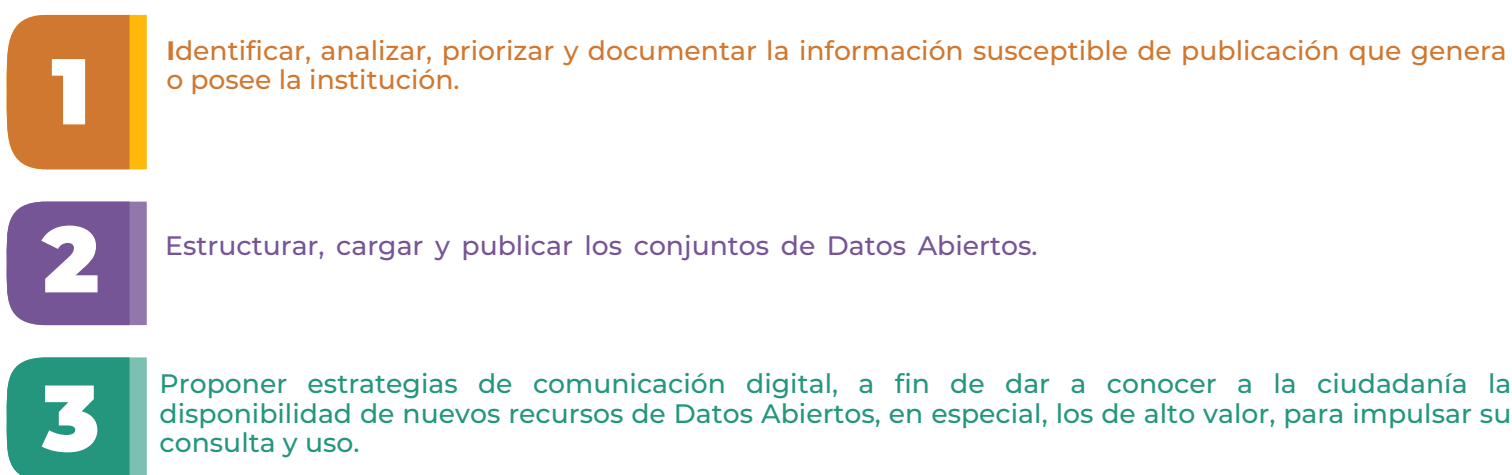 1
Identificar, analizar, priorizar y documentar la información susceptible de publicación que genera
o posee la institución.
2
Estructurar, cargar y publicar los conjuntos de Datos Abiertos.
3
Proponer estrategias de comunicación digital, a fin de dar a conocer a la ciudadanía la
disponibilidad de nuevos recursos de Datos Abiertos, en especial, los de alto valor, para impulsar su
consulta y uso.